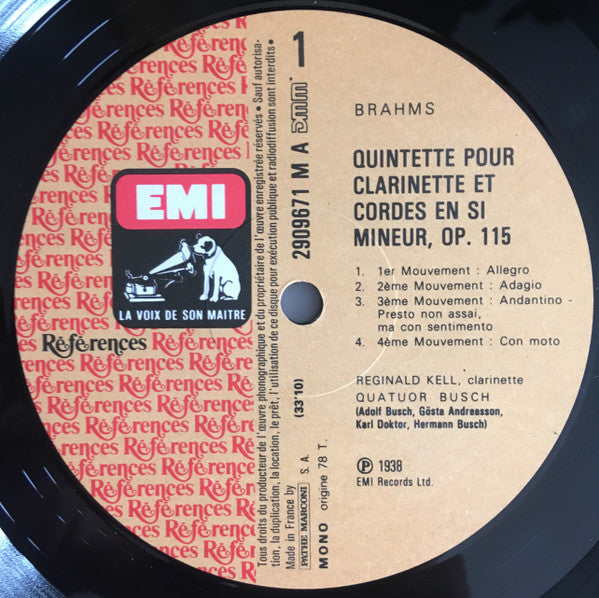 Références
EMI
LA VOIX DE SON MAITRE
Références
Tous droits du producteur de l'œuvre phonographique et du propriétaire de l'œuvre enregistrée réservés • Sauf autorisa-
tion, la duplication, la location, le prêt, l'utilisation de ce disque pour exécution publique et radiodiffusion sont interdits •
Made in France by PATHE MARCONI S.A.
(33'10)
2909671 M A DMM
MONO origine 78 T.
1
BRAHMS
QUINTETTE POUR
CLARINETTE ET
CORDES EN SI
MINEUR, OP. 115
1. 1er Mouvement : Allegro
2. 2ème Mouvement : Adagio
3. 3ème Mouvement : Andantino -
Presto non assai,
ma con sentimento
4. 4ème Mouvement : Con moto
REGINALD KELL, clarinette
QUATUOR BUSCH
(Adolf Busch, Gösta Andreasson,
Karl Doktor, Hermann Busch)
℗ 1938
EMI Records Ltd.